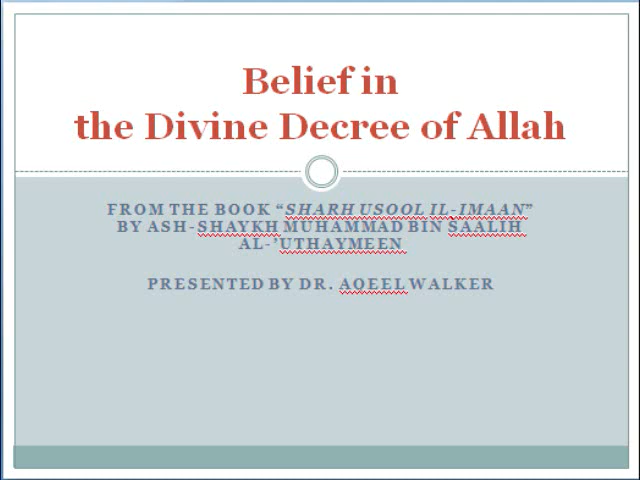 Belief in
the Divine Decree of Allah
FROM THE BOOK “SHARH USOOL IL-IMAAN”
BY ASH-SHAYKH MUHAMMAD BIN SAALIH
AL-’UTHAYMEEN
PRESENTED BY DR. AQEEL WALKER